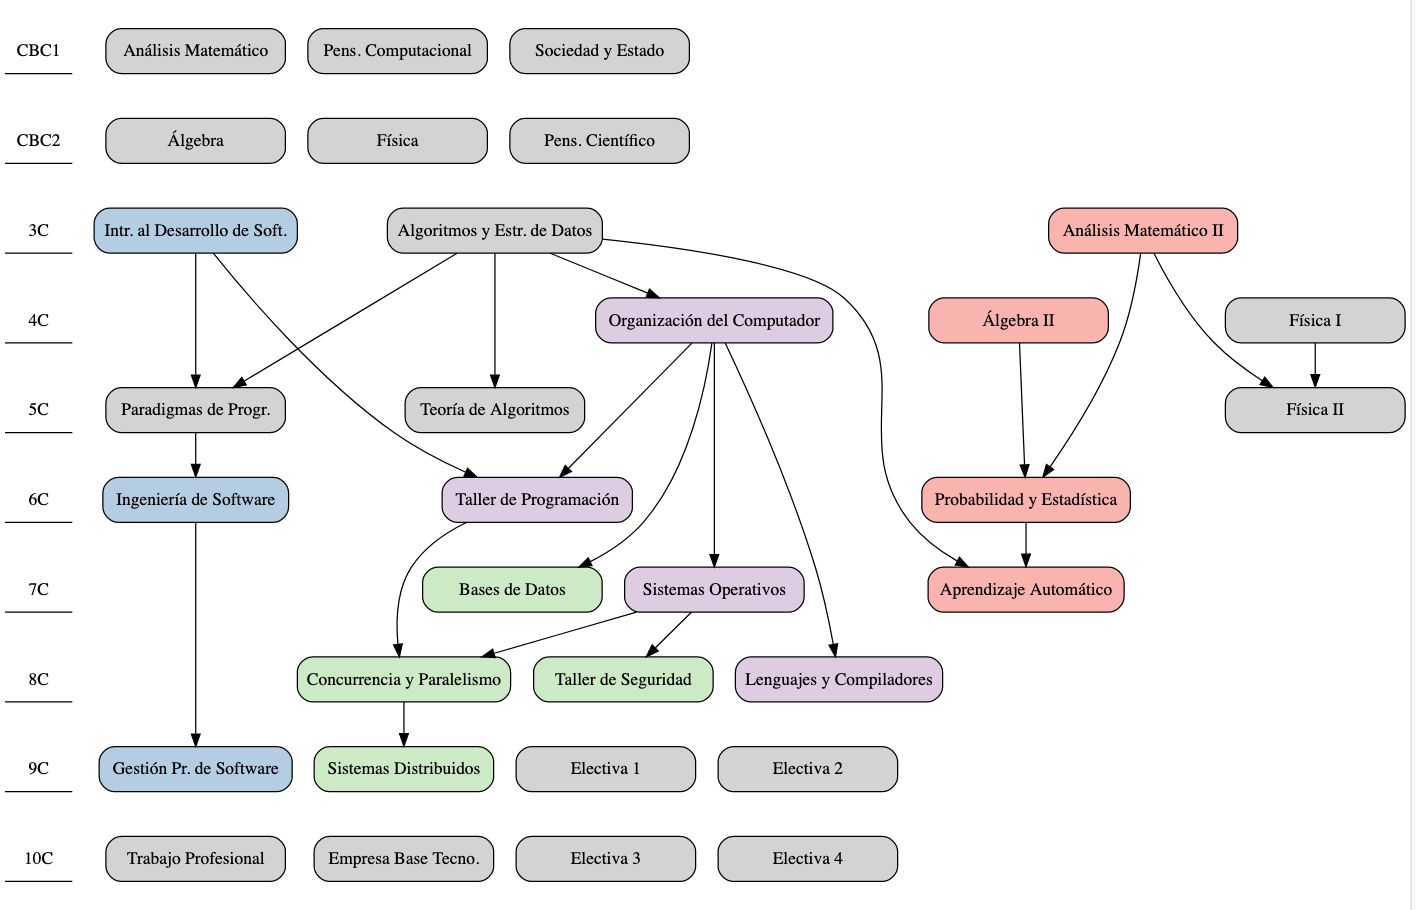 CBC1
Análisis Matemático
Pens. Computacional
Sociedad y Estado
CBC2
Álgebra
Física
Pens. Científico
3C
Intr. al Desarrollo de Soft.
Algoritmos y Estr. de Datos
Análisis Matemático II
4C
Organización del Computador
Álgebra II
Física I
5C
Paradigmas de Progr.
Teoría de Algoritmos
Física II
6C
Ingeniería de Software
Taller de Programación
Probabilidad y Estadística
7C
Bases de Datos
Sistemas Operativos
Aprendizaje Automático
8C
Concurrencia y Paralelismo
Taller de Seguridad
Lenguajes y Compiladores
9C
Gestión Pr. de Software
Sistemas Distribuidos
Electiva 1
Electiva 2
10C
Trabajo Profesional
Empresa Base Tecno.
Electiva 3
Electiva 4